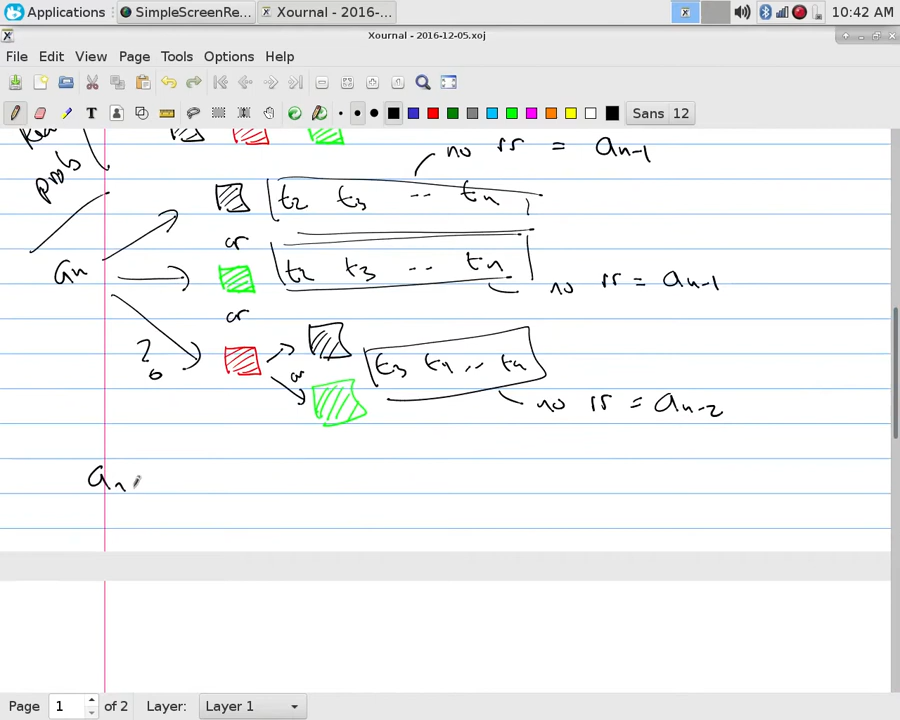 Applications SimpleScreenRe... Xournal - 2016-... 10:42 AM
Xournal - 2016-12-05.xoj
File Edit View Page Tools Options Help
Sans 12
no rr = an-1
probs
t2 t3 -- tn
or
an
t2 t3 .. tn
no rr = an-1
or
or
t3 t4 ... tn
no rr = an-2
an
Page 1 of 2 Layer: Layer 1